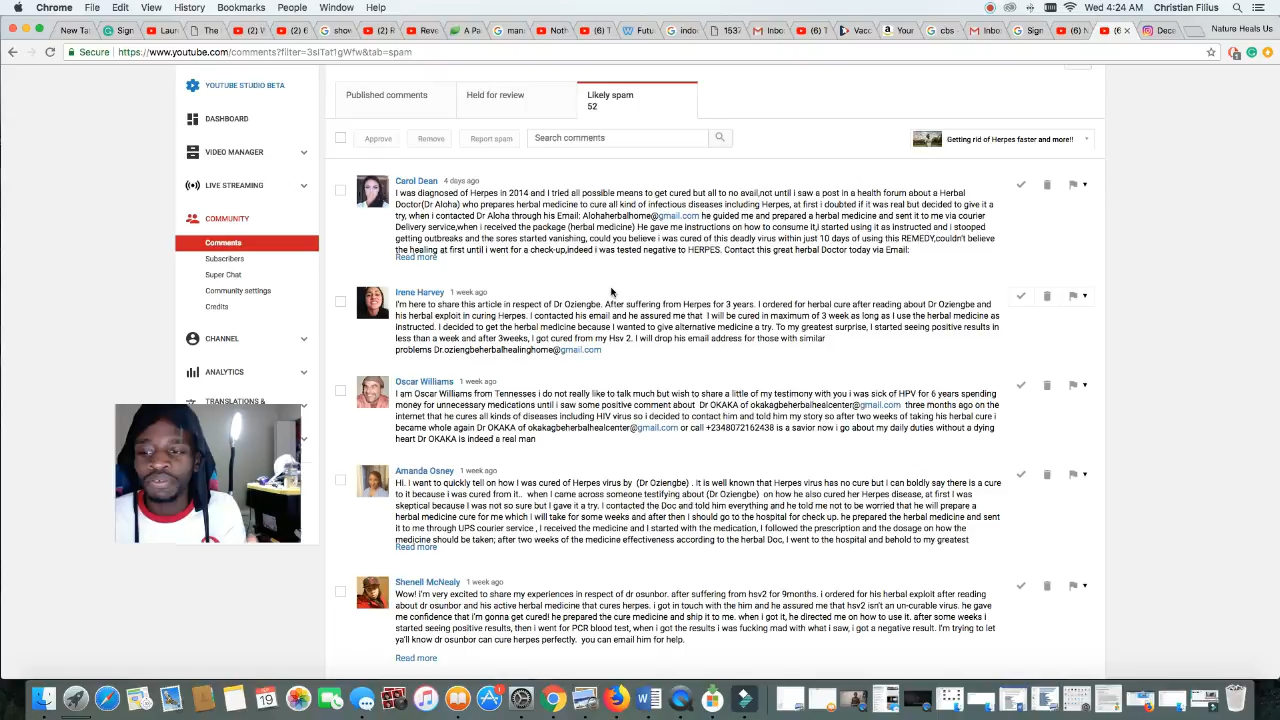 Chrome File Edit View History Bookmarks People Window Help Wed 4:24 AM Christian Fillus
New Ta Laun The (2) V (2) 6 show (2) R Reve A Pa man Noth (6) T Futu indo 1537 M Inbo (6) T Vacc Your cbs Inbo (6) N (6 Dece Nature Heals Us
Secure https://www.youtube.com/comments?filter=3sITat1gWfw&tab=spam
YOUTUBE STUDIO BETA
DASHBOARD
VIDEO MANAGER
LIVE STREAMING
COMMUNITY
Comments
Subscribers
Super Chat
Community settings
Credits
CHANNEL
ANALYTICS
TRANSLATIONS &
Published comments Held for review Likely spam
52
Approve Remove Report spam Search comments Getting rid of Herpes faster and more!!
Carol Dean 4 days ago
I was diagnosed of Herpes in 2014 and I tried all possible means to get cured but all to no avail,not until i saw a post in a health forum about a Herbal
Doctor(Dr Aloha) who prepares herbal medicine to cure all kind of infectious diseases including Herpes, at first i doubted if it was real but decided to give it a
try, when i contacted Dr Aloha through his Email: Alohaherbalhome@gmail.com he guided me and prepared a herbal medicine and sent it to me via courier
Delivery service,when i received the package (herbal medicine) He gave me instructions on how to consume it,I started using it as instructed and i stopped
getting outbreaks and the sores started vanishing, could you believe i was cured of this deadly virus within just 10 days of using this REMEDY,couldn't believe
the healing at first until i went for a check-up,indeed i was tested negative to HERPES. Contact this great herbal Doctor today via Email:
Read more
Irene Harvey 1 week ago
I'm here to share this article in respect of Dr Oziengbe. After suffering from Herpes for 3 years. I ordered for herbal cure after reading about Dr Oziengbe and
his herbal exploit in curing Herpes. I contacted his email and he assured me that I will be cured in maximum of 3 week as long as I use the herbal medicine as
instructed. I decided to get the herbal medicine because I wanted to give alternative medicine a try. To my greatest surprise, I started seeing positive results in
less than a week and after 3weeks, I got cured from my Hsv 2. I will drop his email address for those with similar
problems Dr.oziengbeherbalhealinghome@gmail.com
Oscar Williams 1 week ago
I am Oscar Williams from Tennesses i do not really like to talk much but wish to share a little of my testimony with you i was sick of HPV for 6 years spending
money for unnecessary medications until i saw some positive comment about Dr OKAKA of okakagbeherbalhealcenter@gmail.com three months ago on the
internet that he cures all kinds of diseases including HIV virus so i decided to contact him and told him my story so after two weeks of taking his herbal cure i
became whole again Dr OKAKA of okakagbeherbalhealcenter@gmail.com or call +2348072162438 is a savior now i go about my daily duties without a dying
heart Dr OKAKA is indeed a real man
Amanda Osney 1 week ago
Hi. I want to quickly tell on how I was cured of Herpes virus by (Dr Oziengbe) . it is well known that Herpes virus has no cure but I can boldly say there is a cure
to it because i was cured from it.. when i came across someone testifying about (Dr Oziengbe) on how he also cured her Herpes disease, at first I was
skeptical because i was not so sure but I gave it a try. I contacted the Doc and told him everything and he told me not to be worried that he will prepare a
herbal medicine cure for me which I will take for some weeks and after then I should go to the hospital for check up. he prepared the herbal medicine and sent
it to me through UPS courier service , I received the medicine and I started with the medication, I followed the prescription and the dosage on how the
medicine should be taken; after two weeks of the medicine effectiveness according to the herbal Doc, I went to the hospital and behold to my greatest
Read more
Shenell McNealy 1 week ago
Wow! i'm very excited to share my experiences in respect of dr osunbor. after suffering from hsv2 for 9months. i ordered for his herbal exploit after reading
about dr osunbor and his active herbal medicine that cures herpes. i got in touch with the him and he assured me that hsv2 isn't an un-curable virus. he gave
me confidence that i'm gonna get cured! he prepared the cure medicine and ship it to me. when i got it, he directed me on how to use it. after some weeks i
started seeing positive results, then i went for PCR blood test, when i got the results i was fucking mad with what i saw, i got a negative result. I'm trying to let
ya'll know dr osunbor can cure herpes perfectly. you can email him for help.
Read more